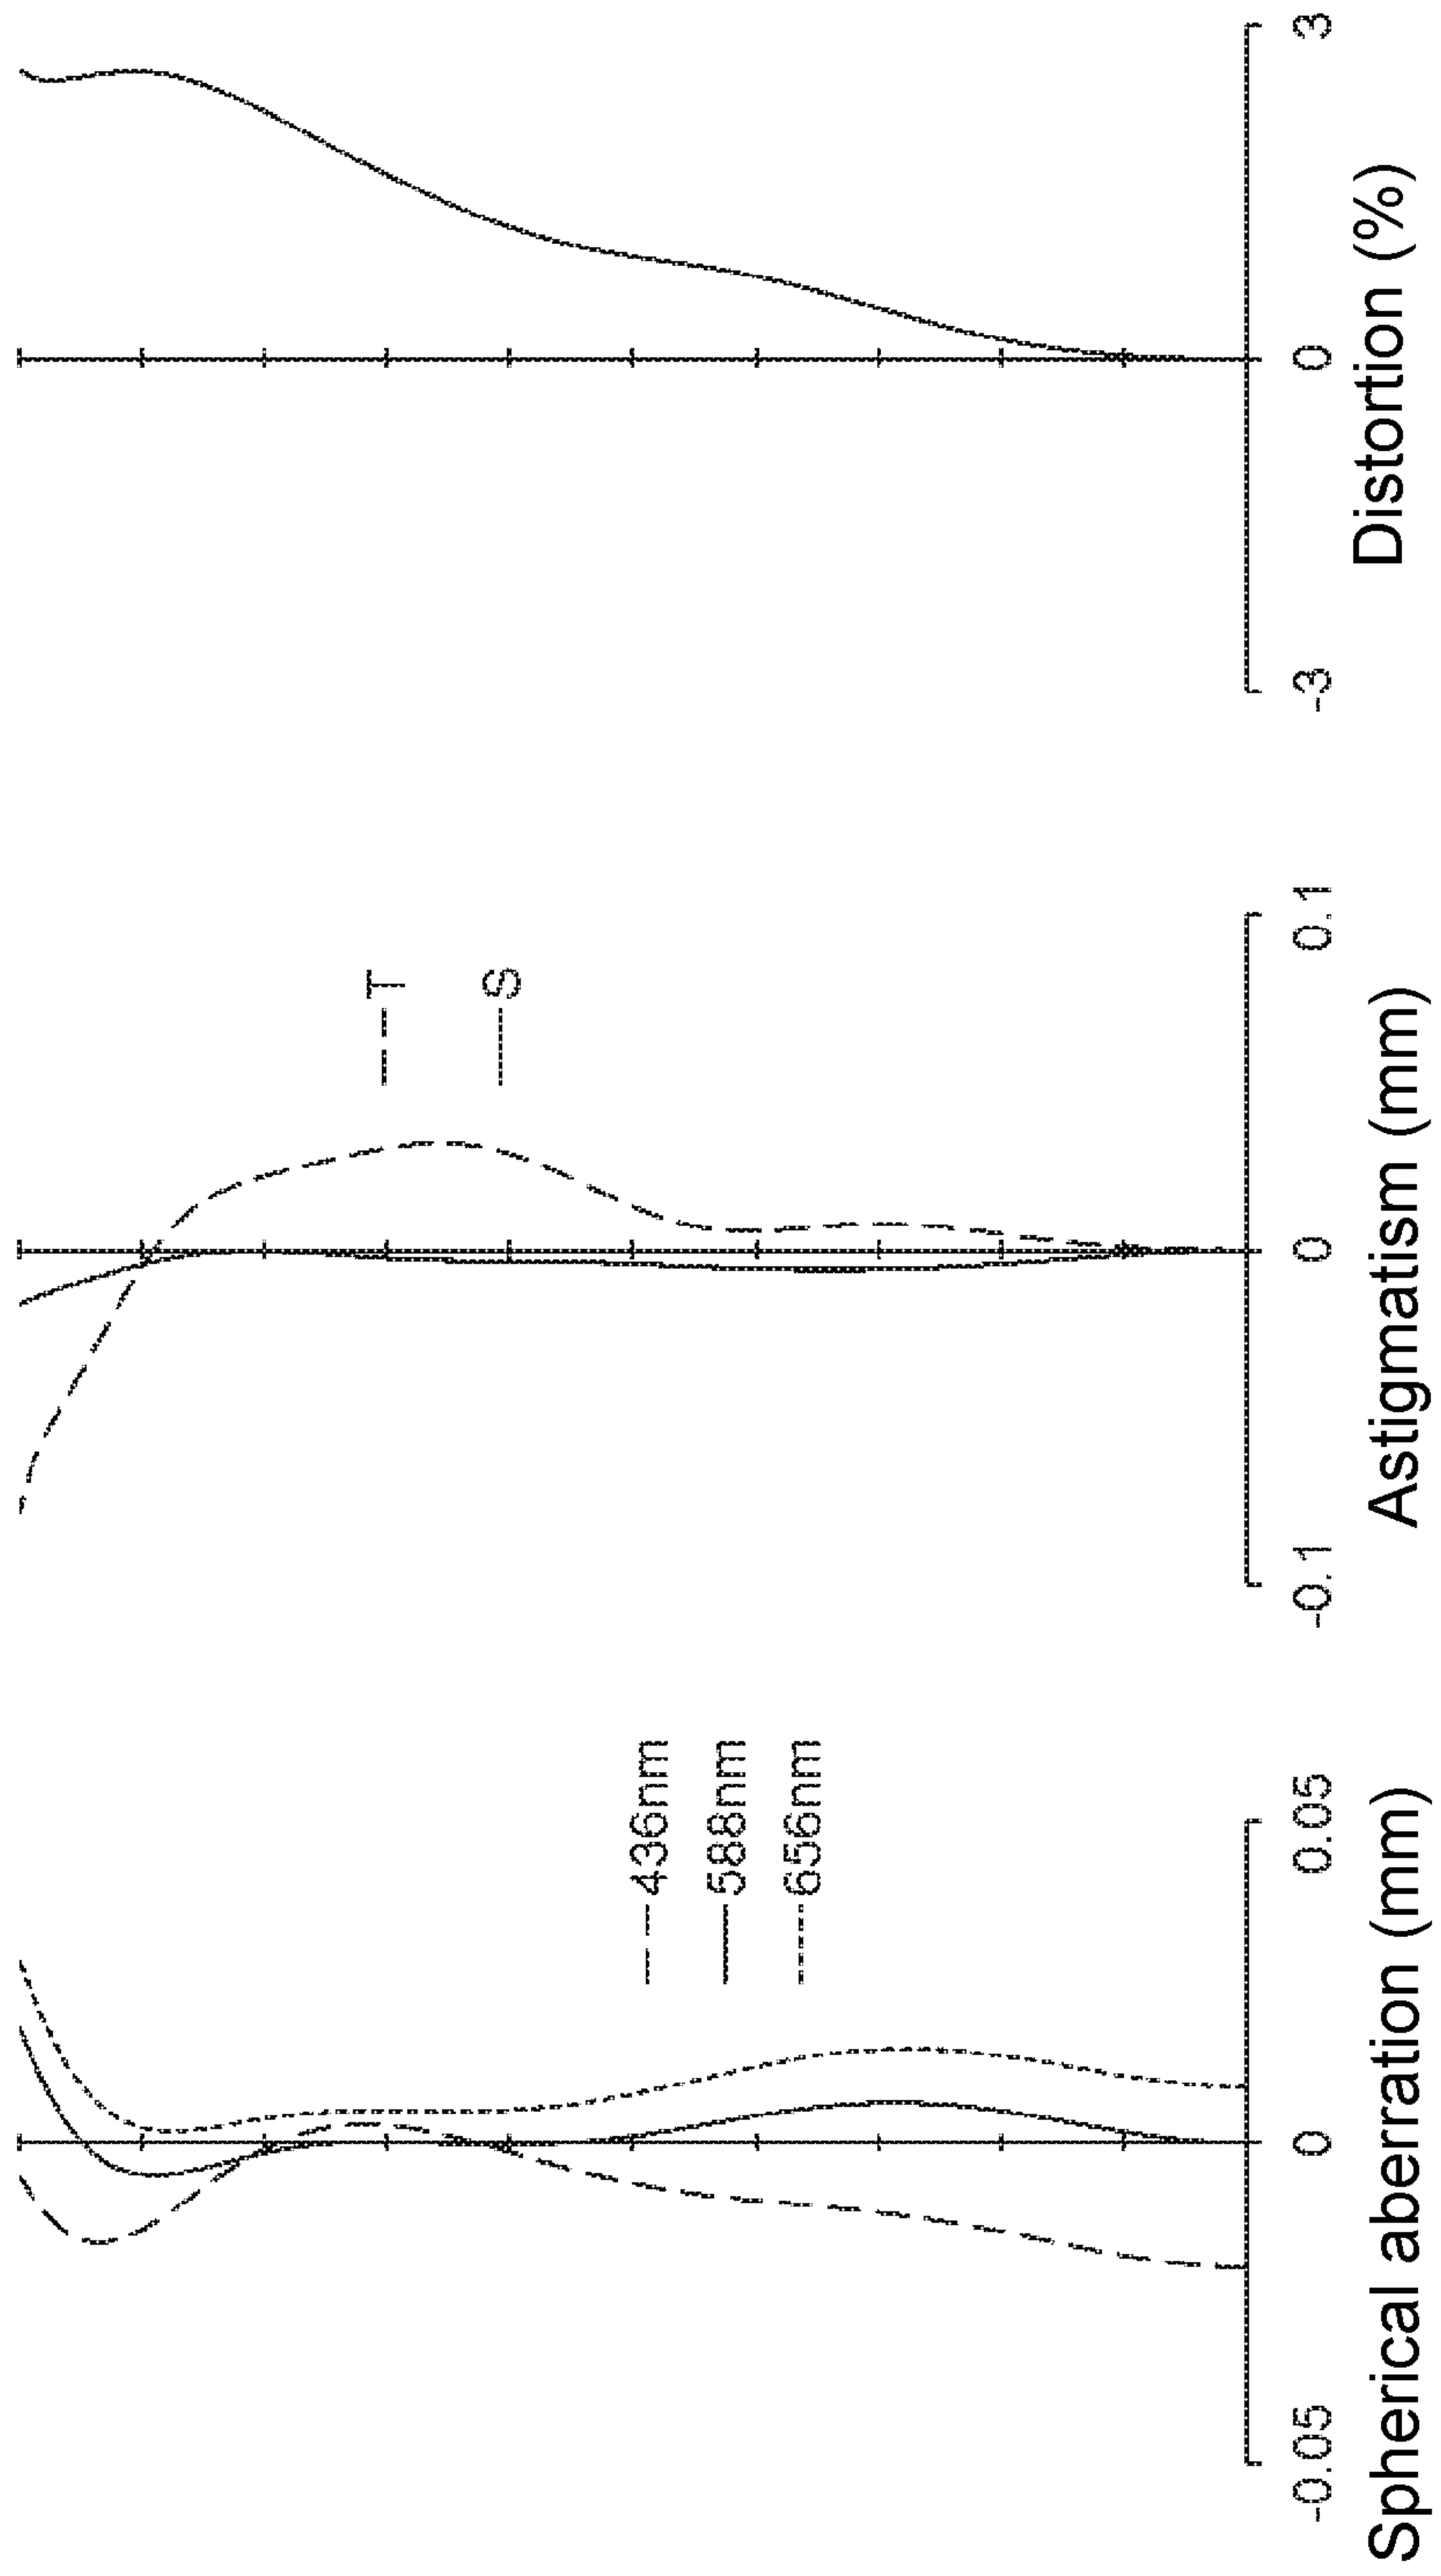 436nm
588nm
656nm
-0.05 0 0.05
Spherical aberration (mm)
T
S
-0.1 0 0.1
Astigmatism (mm)
-3 0 3
Distortion (%)